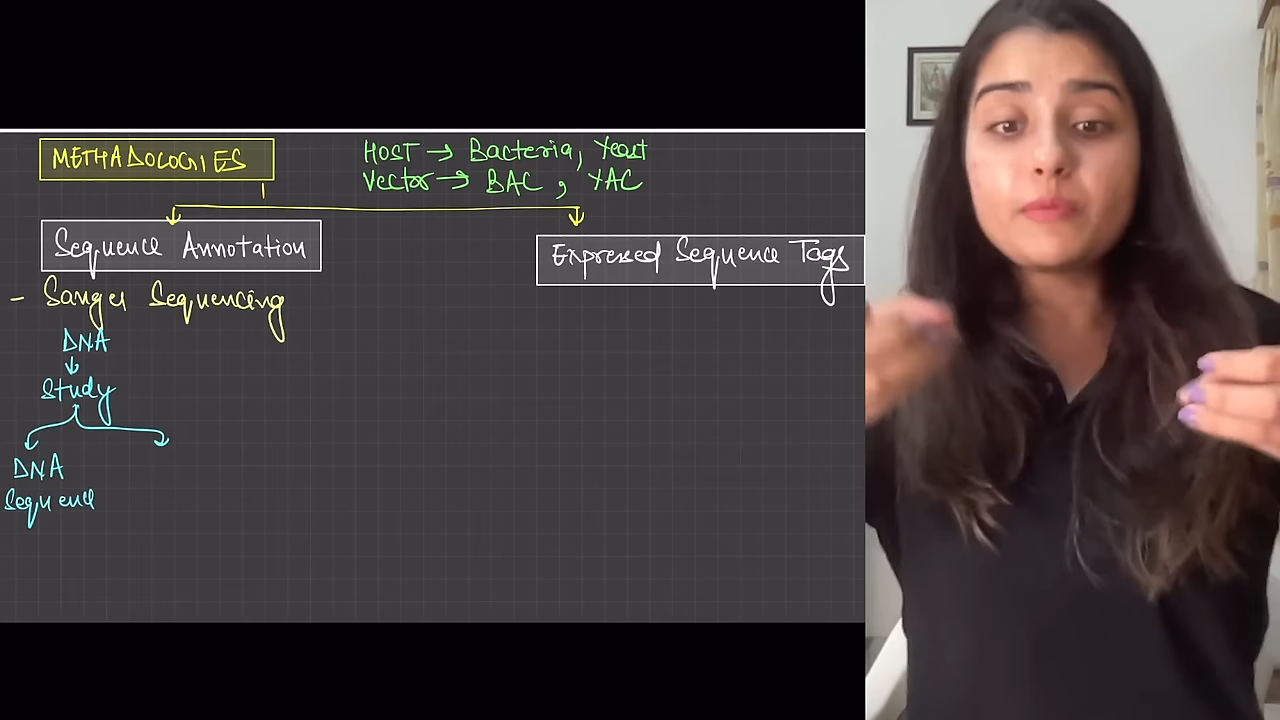 METHADOLOGIES
HOST → Bacteria, Yeast
Vector → BAC, YAC
Sequence Annotation
Expressed Sequence Tags
- Sanger Sequencing
DNA
Study
DNA
Sequence